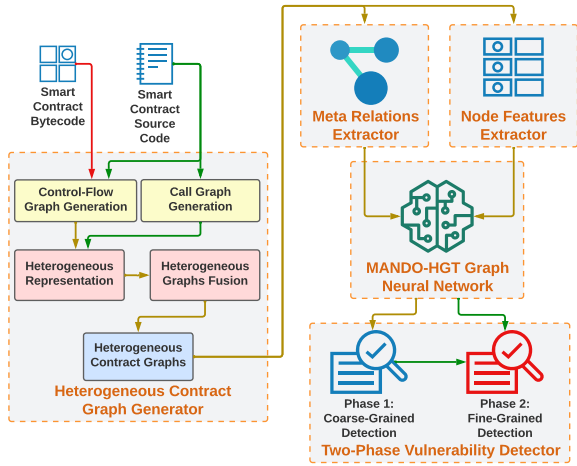 Smart
Contract
Bytecode
Smart
Contract
Source
Code
Meta Relations
Extractor
Node Features
Extractor
Control-Flow
Graph Generation
Call Graph
Generation
Heterogeneous
Representation
Heterogeneous
Graphs Fusion
Heterogeneous
Contract Graphs
Heterogeneous Contract
Graph Generator
MANDO-HGT Graph
Neural Network
Phase 1:
Coarse-Grained
Detection
Phase 2:
Fine-Grained
Detection
Two-Phase Vulnerability Detector